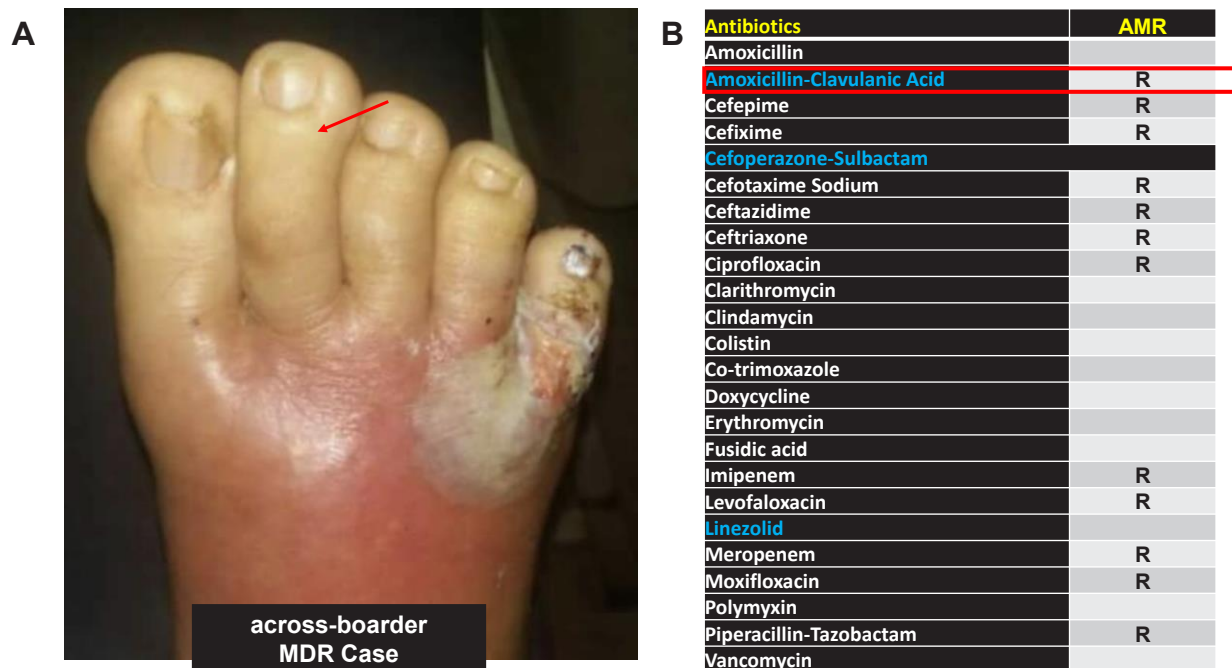 A
across-boarder
MDR Case
B
Antibiotics AMR
Amoxicillin
Amoxicillin-Clavulanic Acid R
Cefepime R
Cefixime R
Cefoperazone-Sulbactam
Cefotaxime Sodium R
Ceftazidime R
Ceftriaxone R
Ciprofloxacin R
Clarithromycin
Clindamycin
Colistin
Co-trimoxazole
Doxycycline
Erythromycin
Fusidic acid
Imipenem R
Levofaloxacin R
Linezolid
Meropenem R
Moxifloxacin R
Polymyxin
Piperacillin-Tazobactam R
Vancomycin